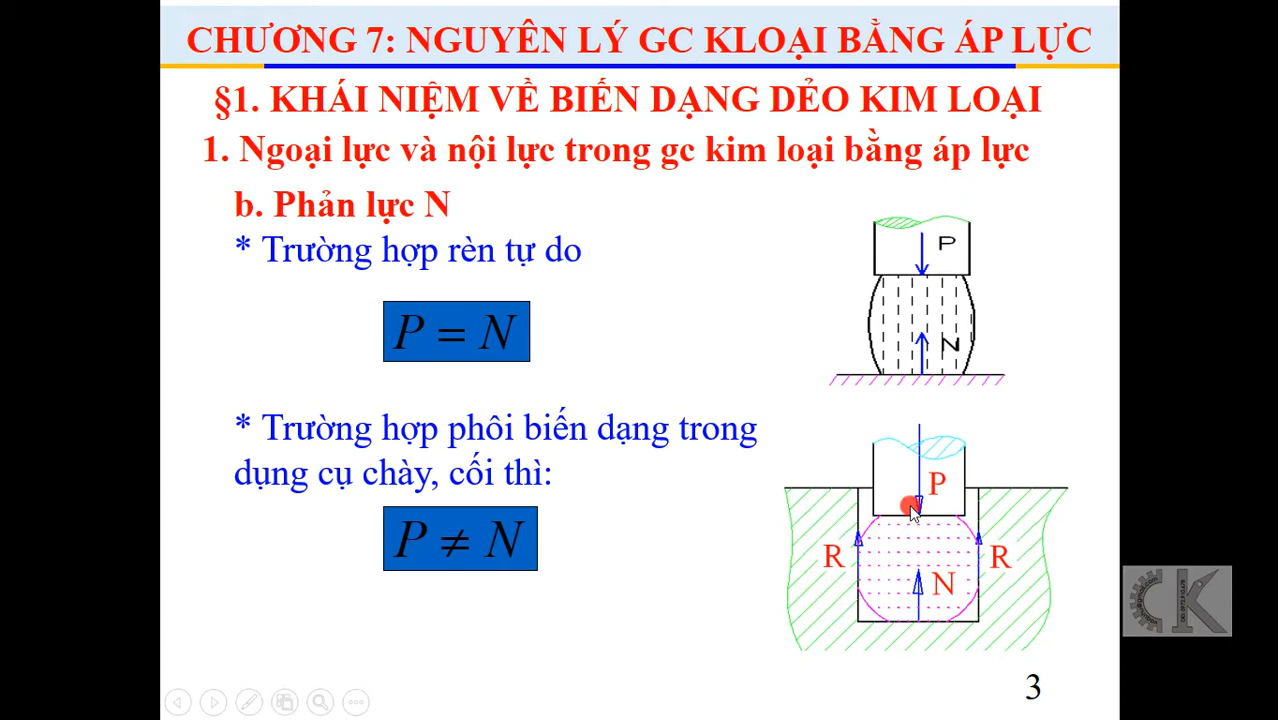 CHƯƠNG 7: NGUYÊN LÝ GC KLOẠI BẰNG ÁP LỰC
§1. KHÁI NIỆM VỀ BIẾN DẠNG DẺO KIM LOẠI
1. Ngoại lực và nội lực trong gc kim loại bằng áp lực
b. Phản lực N
* Trường hợp rèn tự do
P = N
P
N
* Trường hợp phôi biến dạng trong
dụng cụ chày, cối thì:
P ≠ N
P
R
R
N
3